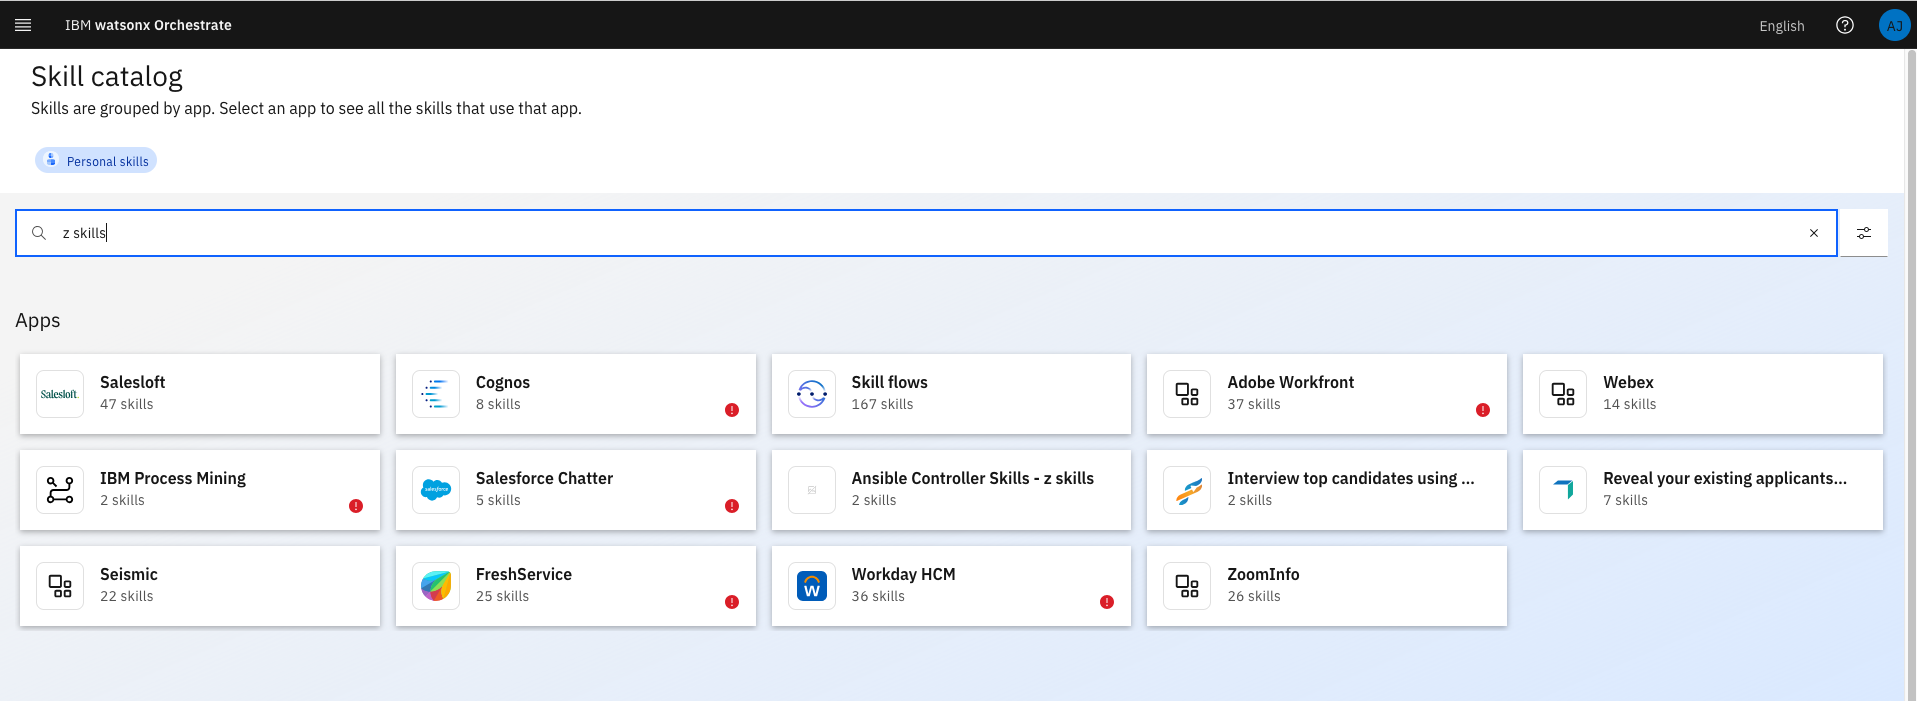 IBM watsonx Orchestrate
English
AJ
Skill catalog
Skills are grouped by app. Select an app to see all the skills that use that app.
Personal skills
z skills
Apps
Salesloft.
Salesloft
47 skills
Cognos
8 skills
Skill flows
167 skills
Adobe Workfront
37 skills
Webex
14 skills
IBM Process Mining
2 skills
salesforce
Salesforce Chatter
5 skills
Ansible Controller Skills - z skills
2 skills
Interview top candidates using ...
2 skills
Reveal your existing applicants...
7 skills
Seismic
22 skills
FreshService
25 skills
W
Workday HCM
36 skills
ZoomInfo
26 skills